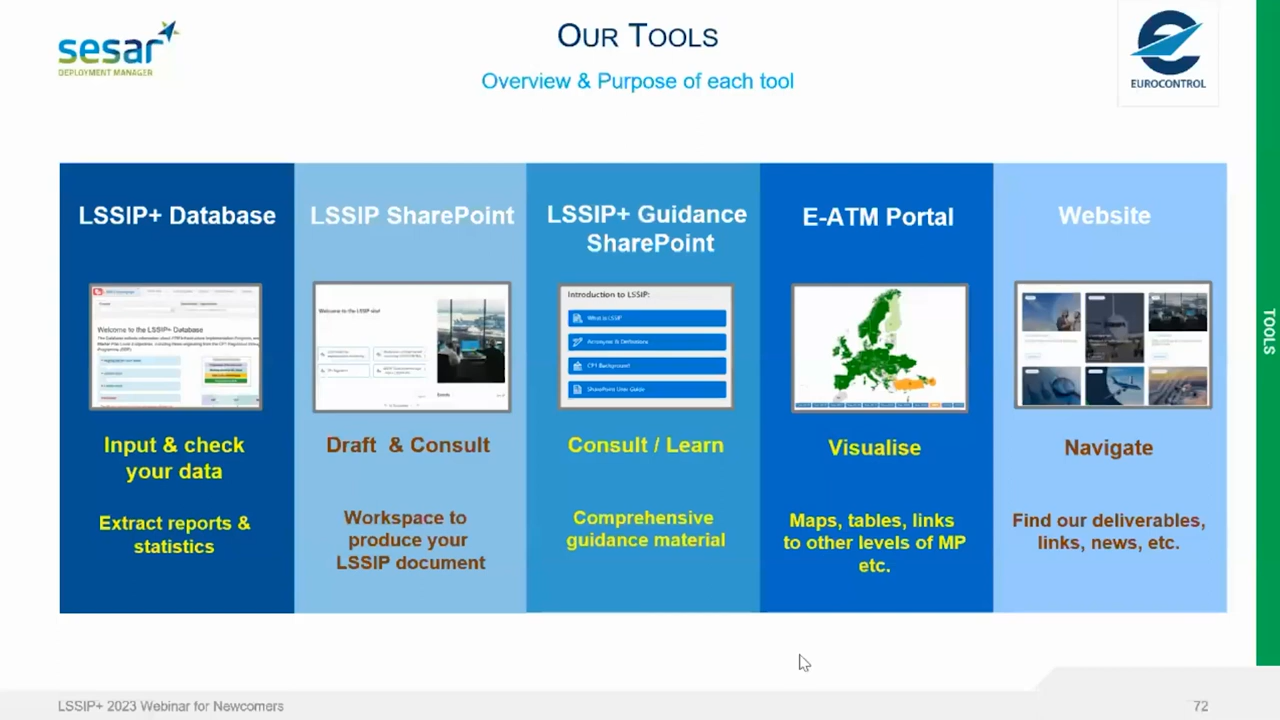 sesar
DEPLOYMENT MANAGER
OUR TOOLS
Overview & Purpose of each tool
EUROCONTROL
LSSIP+ Database
Welcome to the LSSIP+ Database
Input & check
your data
Extract reports &
statistics
LSSIP SharePoint
Welcome to the LSSIP site!
Draft & Consult
Workspace to
produce your
LSSIP document
LSSIP+ Guidance
SharePoint
Introduction to LSSIP:
What is LSSIP
Acronyms & Definitions
CP1 Background
SharePoint User Guide
Consult / Learn
Comprehensive
guidance material
E-ATM Portal
Visualise
Maps, tables, links
to other levels of MP
etc.
Website
Navigate
Find our deliverables,
links, news, etc.
TOOLS
LSSIP+ 2023 Webinar for Newcomers
72